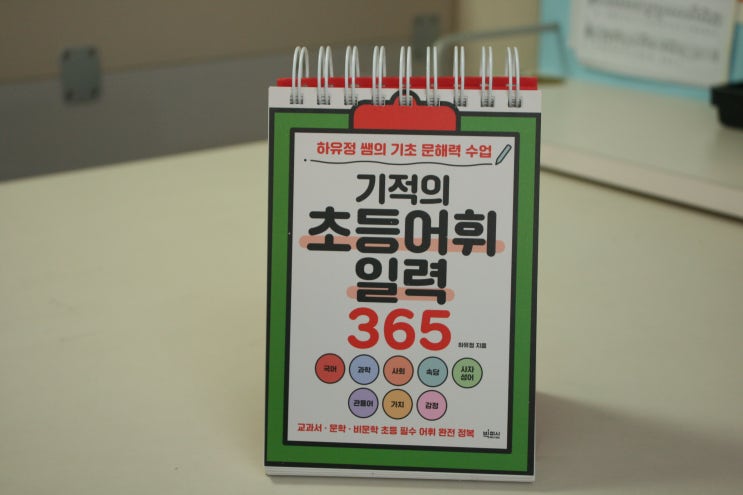 하유정 쌤의 기초 문해력 수업
기적의
초등어휘
일력
365
하유정 지음
국어 과학 사회 속담 사자성어
관용어 가치 감정
교과서·문학·비문학 초등 필수 어휘 완전 정복